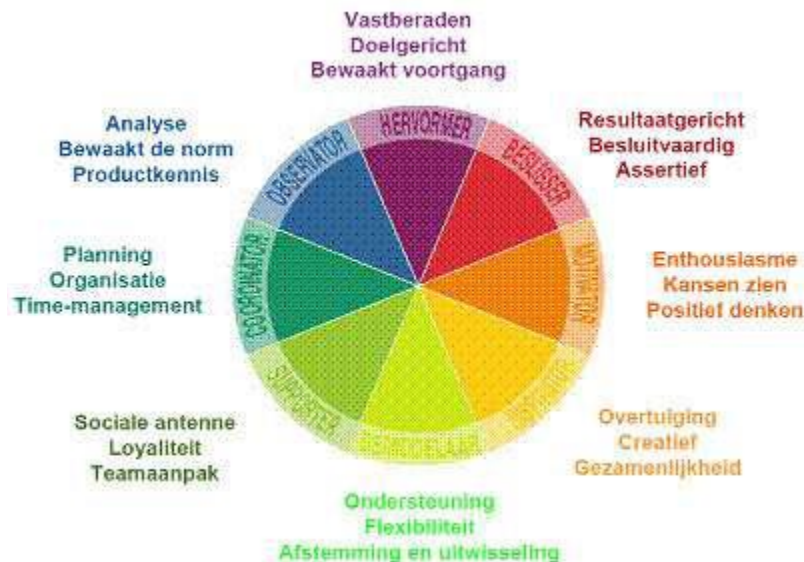 Vastberaden
Doelgericht
Bewaakt voortgang
Analyse
Bewaakt de norm
Productkennis
Resultaatgericht
Besluitvaardig
Assertief
HERVORMER
OBSERVATOR
BESLISSER
Planning
Organisatie
Time-management
COORDINATOR
MOTIVATOR
Enthousiasme
Kansen zien
Positief denken
SUPPORTER
BEMIDDELAAR
Sociale antenne
Loyaliteit
Teamaanpak
Overtuiging
Creatief
Gezamenlijkheid
Ondersteuning
Flexibiliteit
Afstemming en uitwisseling